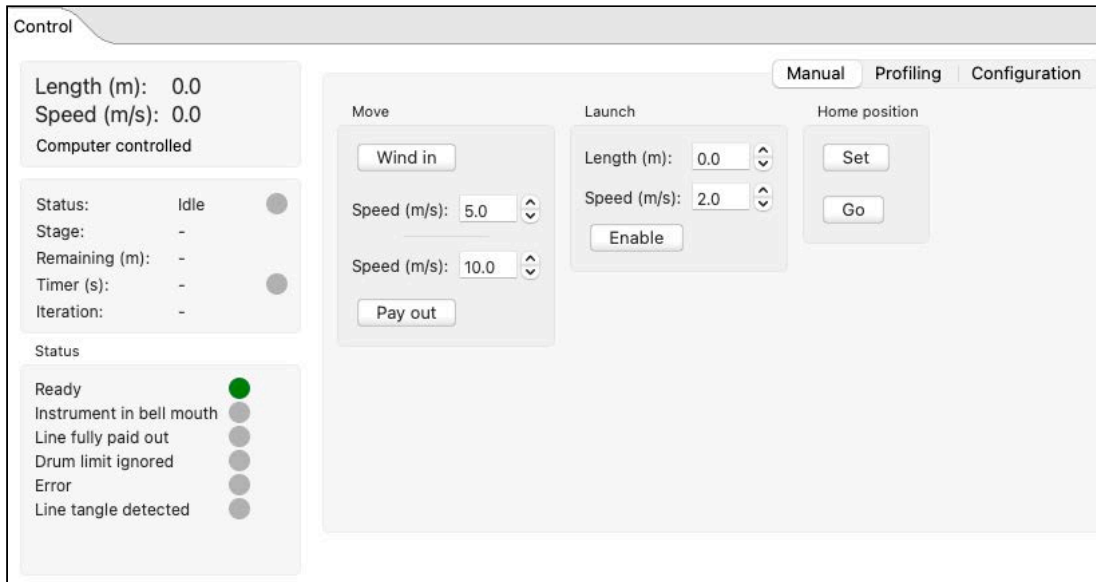 Control
Length (m): 0.0
Speed (m/s): 0.0
Computer controlled
Status: Idle
Stage: -
Remaining (m): -
Timer (s): -
Iteration: -
Status
Ready
Instrument in bell mouth
Line fully paid out
Drum limit ignored
Error
Line tangle detected
Manual Profiling Configuration
Move
Wind in
Speed (m/s): 5.0
Speed (m/s): 10.0
Pay out
Launch
Length (m): 0.0
Speed (m/s): 2.0
Enable
Home position
Set
Go